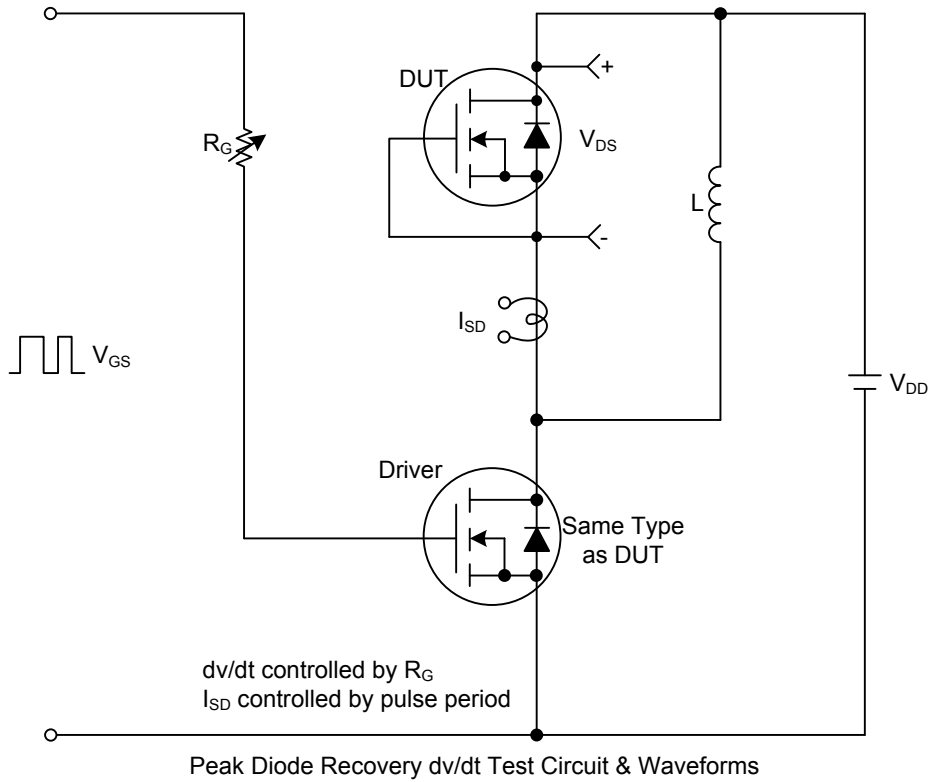 DUT
+
R_G
V_DS
L
-
I_SD
V_GS
V_DD
Driver
Same Type
as DUT
dv/dt controlled by R_G
I_SD controlled by pulse period
Peak Diode Recovery dv/dt Test Circuit & Waveforms